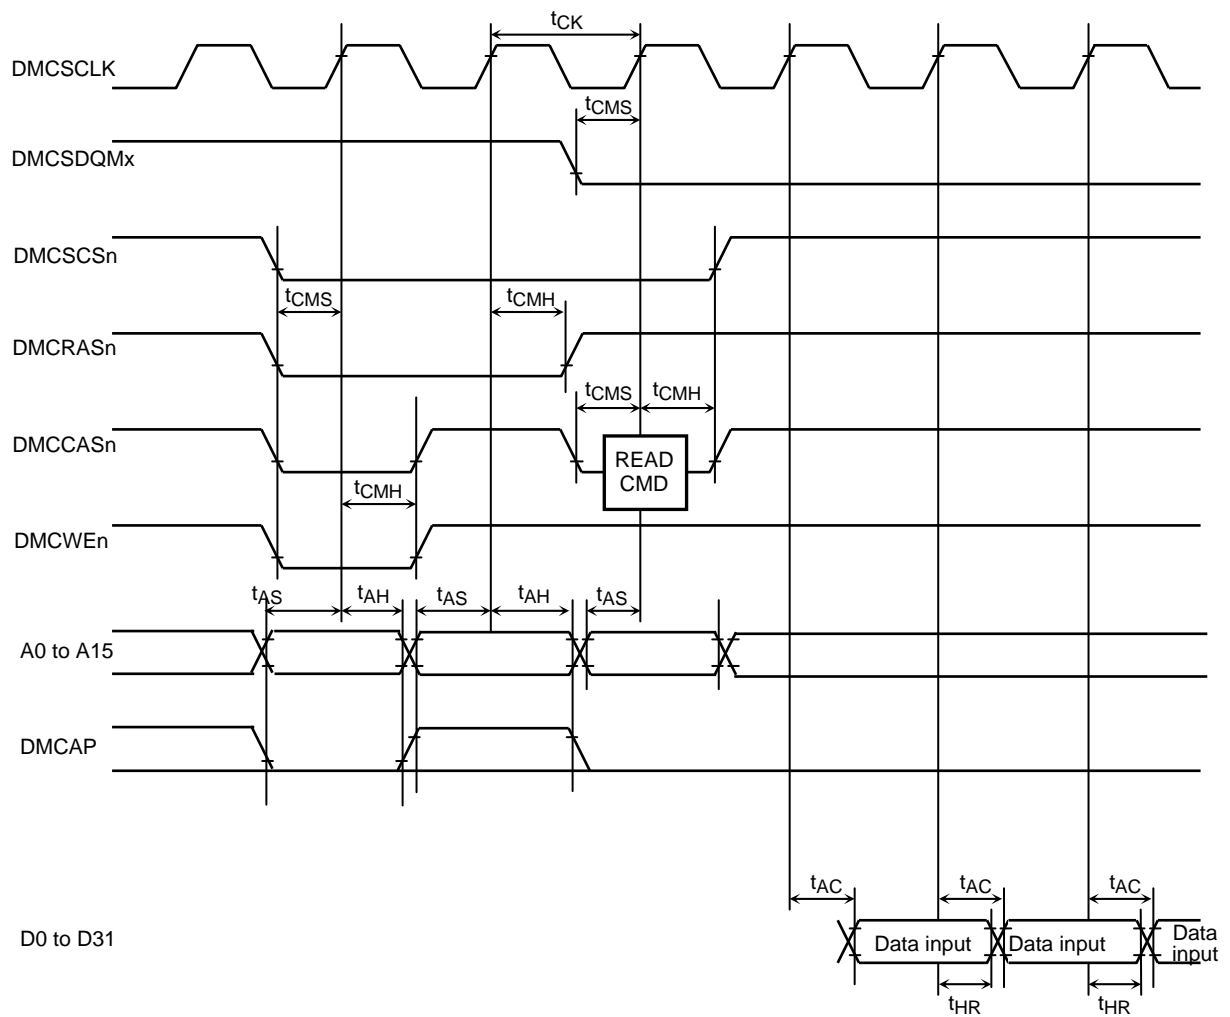 tCK
DMCSCLK
tCMS
DMCSDQMx
DMCSCSn
tCMS
tCMH
DMCRASn
tCMS
tCMH
DMCCASn
READ
CMD
tCMH
DMCWEn
tAS
tAH
tAS
tAH
tAS
A0 to A15
DMCAP
tAC
tAC
tAC
D0 to D31
Data input
Data input
Data
input
tHR
tHR